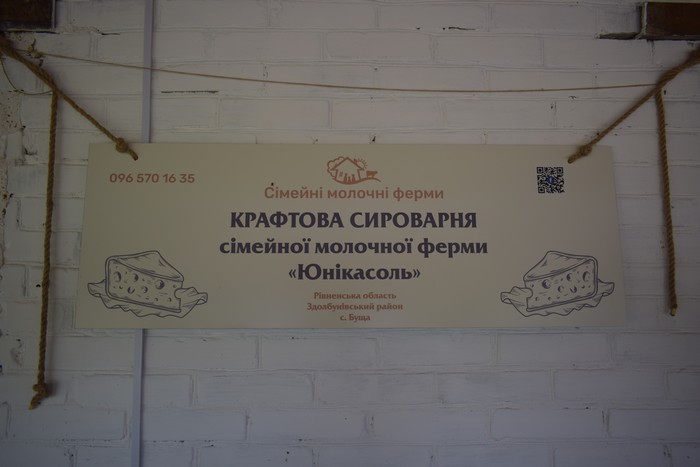 096 570 16 35
Сімейні молочні ферми
КРАФТОВА СИРОВАРНЯ
сімейної молочної ферми
«Юнікасоль»
Рівненська область
Здолбунівський район
с. Буща